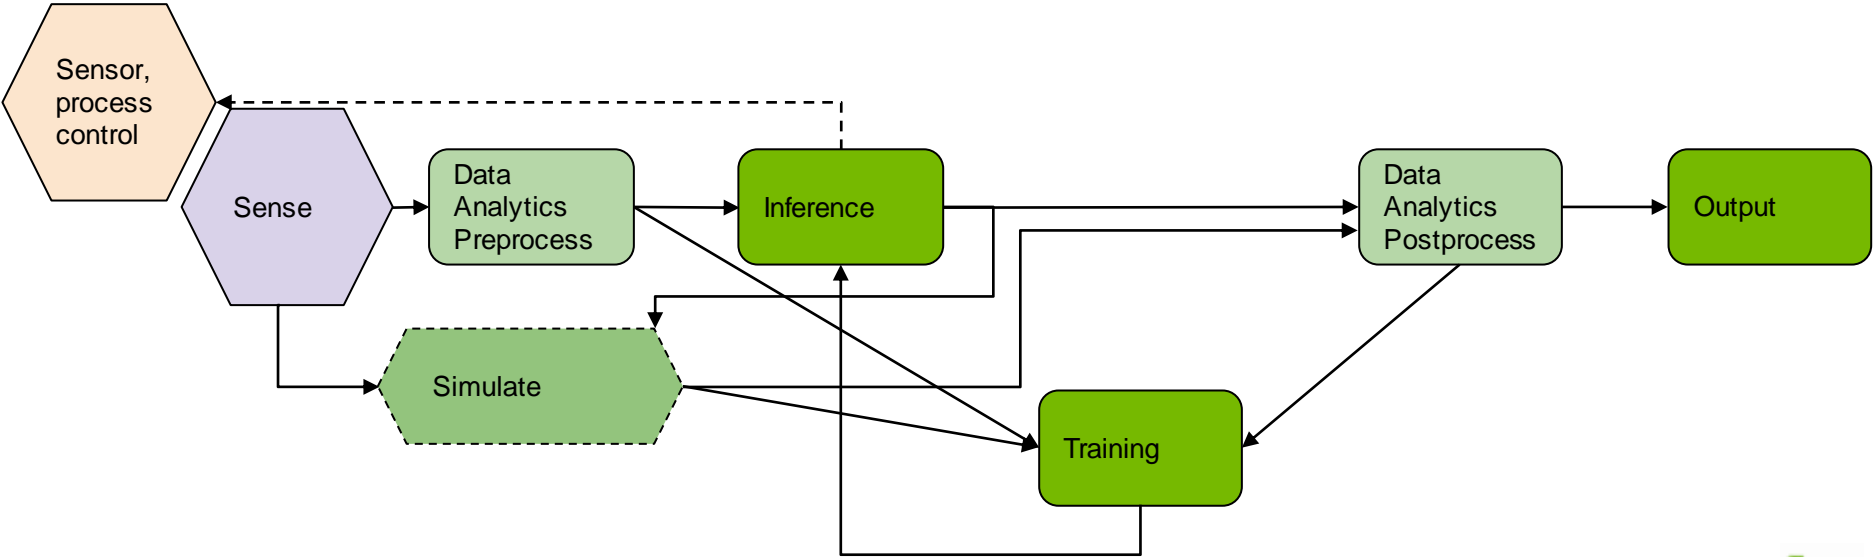 Sensor,
process
control
Sense
Data
Analytics
Preprocess
Inference
Data
Analytics
Postprocess
Output
Simulate
Training